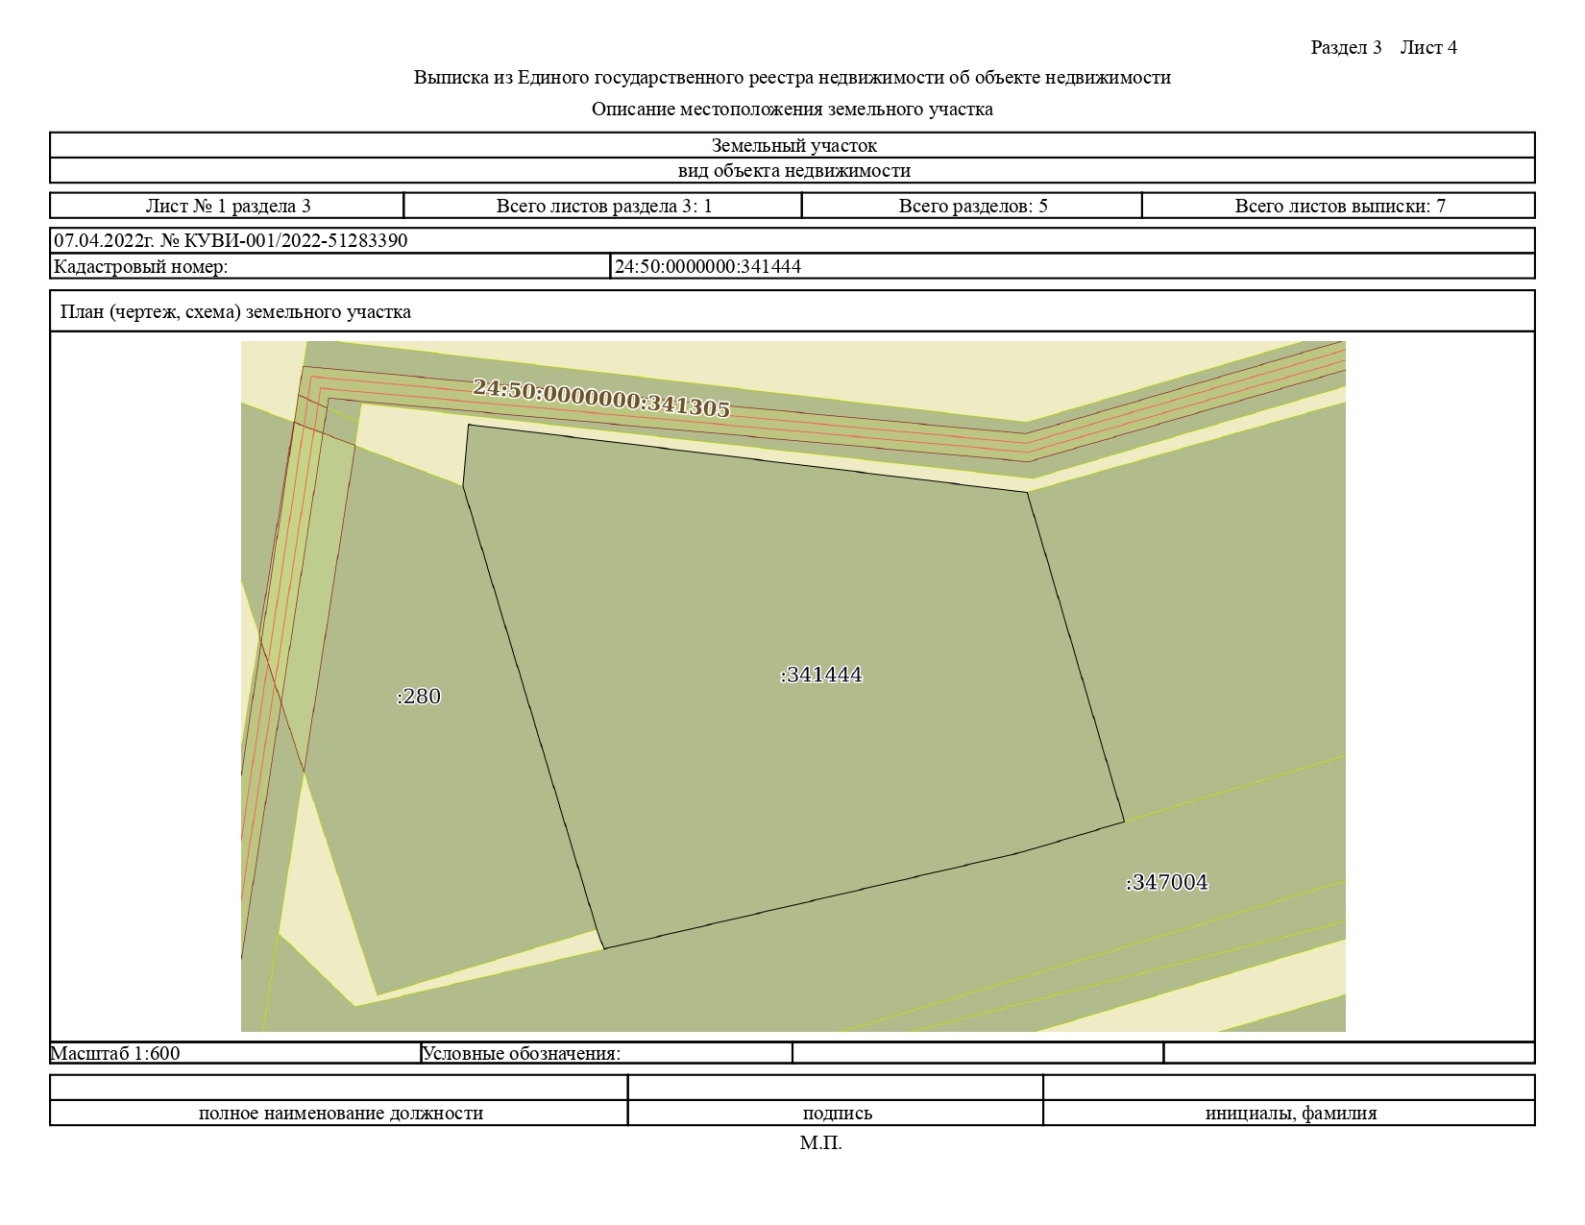 Раздел 3 Лист 4
Выписка из Единого государственного реестра недвижимости об объекте недвижимости
Описание местоположения земельного участка
Земельный участок
вид объекта недвижимости
Лист № 1 раздела 3 Всего листов раздела 3: 1 Всего разделов: 5 Всего листов выписки: 7
07.04.2022г. № КУВИ-001/2022-51283390
Кадастровый номер: 24:50:0000000:341444
План (чертеж, схема) земельного участка
24:50:0000000:341305
:341444
:280
:347004
Масштаб 1:600 Условные обозначения:
полное наименование должности подпись инициалы, фамилия
М.П.